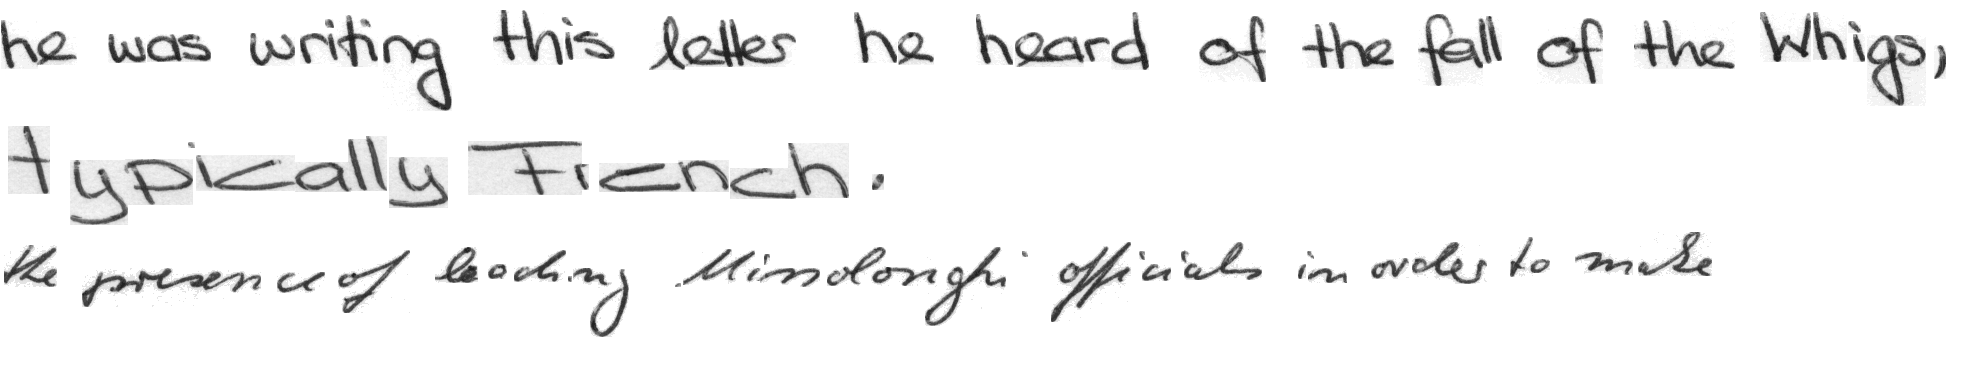 he was writing this letter he heard of the fall of the Whigs,
typically French.
the presence of leading Missolonghi officials in order to make